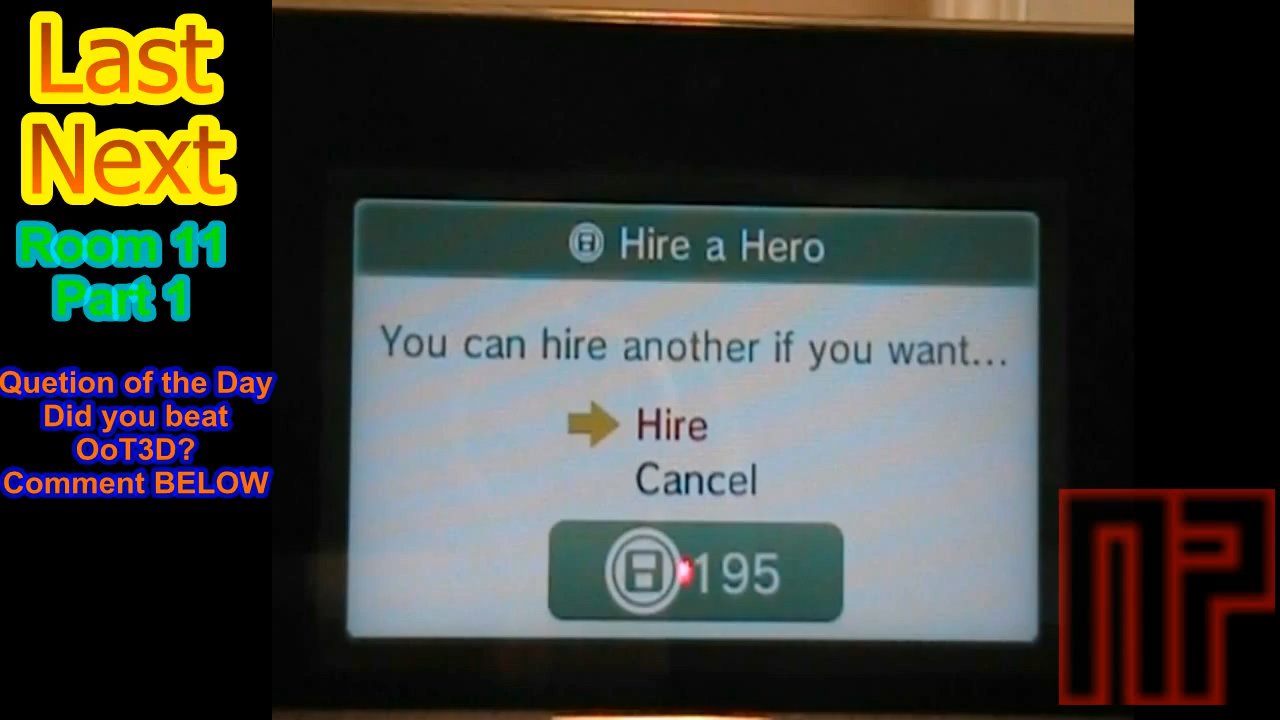 Last
Next
Room 11
Part 1
Quetion of the Day
Did you beat
OoT3D?
Comment BELOW
Hire a Hero
You can hire another if you want...
Hire
Cancel
195
NP